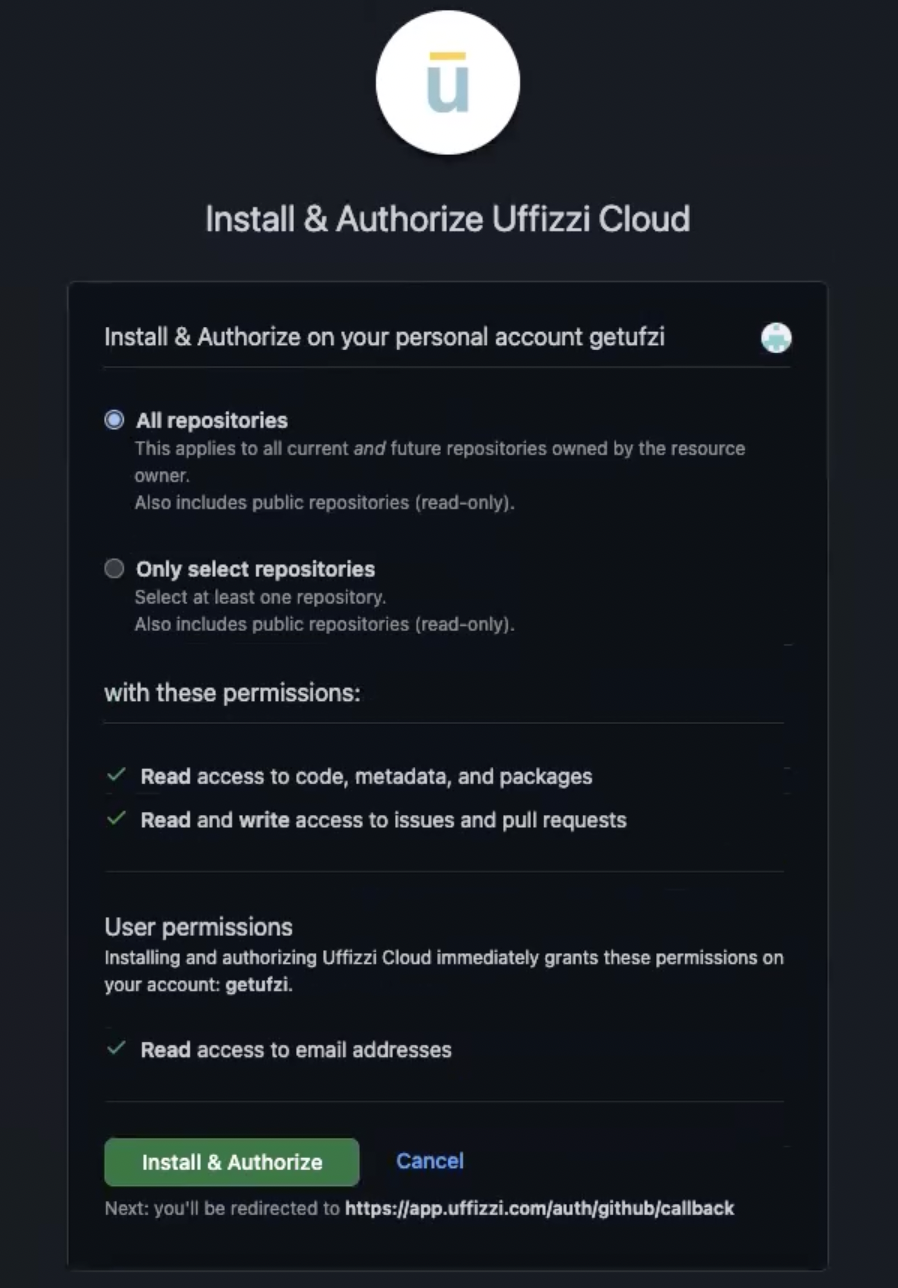 ū
Install & Authorize Uffizzi Cloud
Install & Authorize on your personal account getufzi
All repositories
This applies to all current and future repositories owned by the resource
owner.
Also includes public repositories (read-only).
Only select repositories
Select at least one repository.
Also includes public repositories (read-only).
with these permissions:
Read access to code, metadata, and packages
Read and write access to issues and pull requests
User permissions
Installing and authorizing Uffizzi Cloud immediately grants these permissions on
your account: getufzi.
Read access to email addresses
Install & Authorize Cancel
Next: you'll be redirected to https://app.uffizzi.com/auth/github/callback